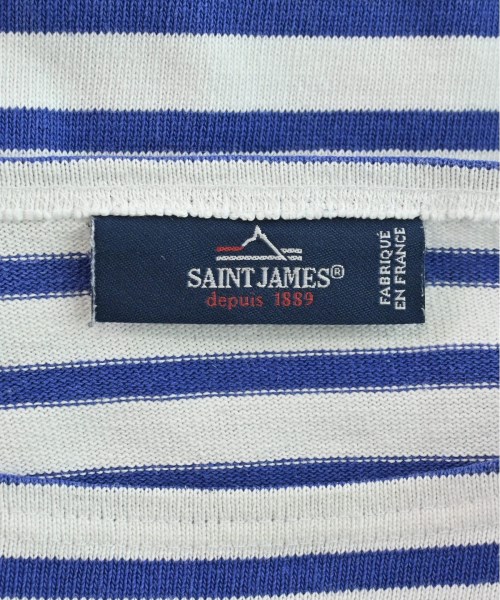 SAINT JAMES®
depuis 1889
FABRIQUÉ
EN FRANCE